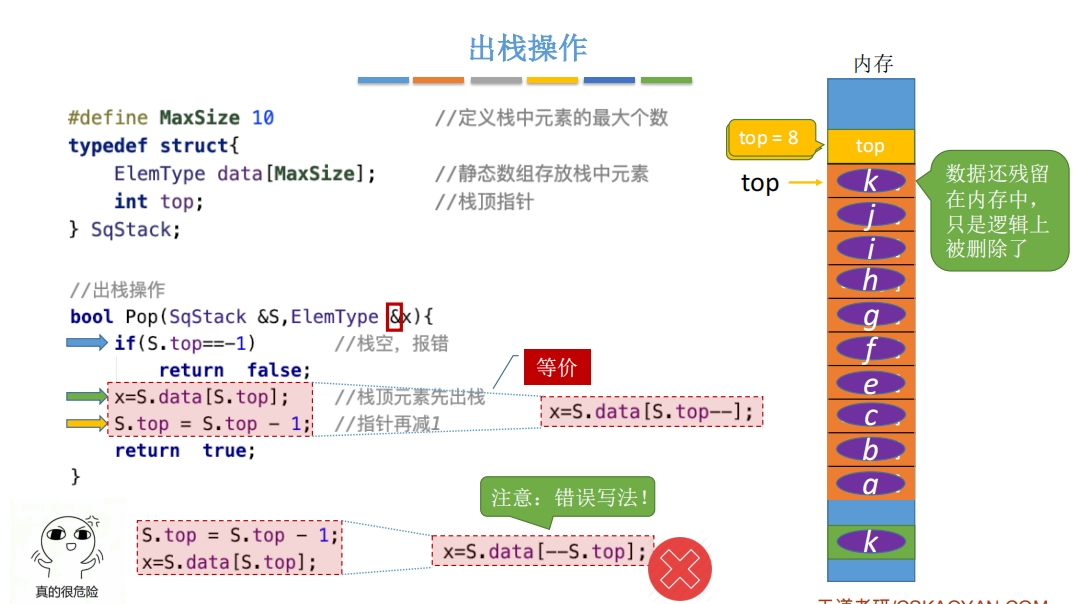 出栈操作
#define MaxSize 10 //定义栈中元素的最大个数
typedef struct{
ElemType data[MaxSize]; //静态数组存放栈中元素
int top; //栈顶指针
} SqStack;
//出栈操作
bool Pop(SqStack &S,ElemType &x){
if(S.top==-1) //栈空，报错
return false;
x=S.data[S.top]; //栈顶元素先出栈
S.top = S.top - 1; //指针再减1
return true;
}
等价
x=S.data[S.top--];
注意：错误写法！
S.top = S.top - 1;
x=S.data[S.top];
x=S.data[--S.top];
真的很危险
内存
top = 8
top
top
k
j
i
h
g
f
e
c
b
a
k
数据还残留
在内存中，
只是逻辑上
被删除了